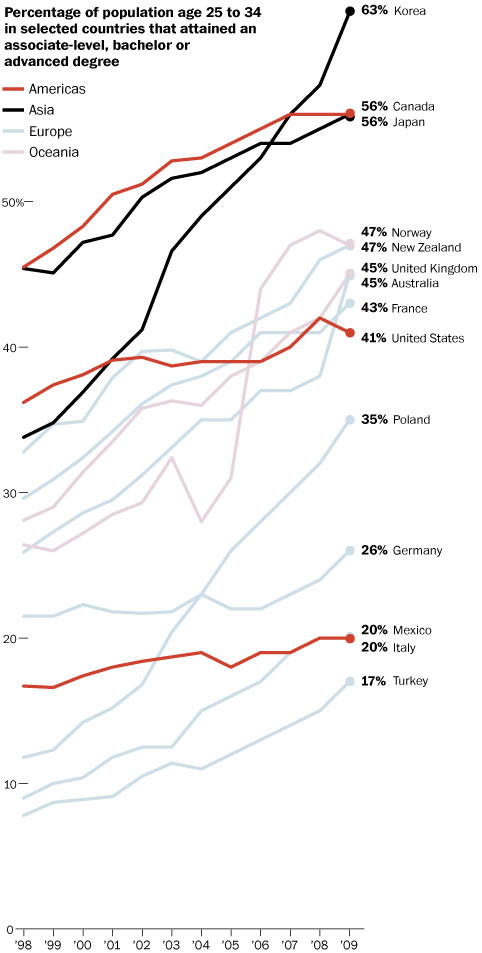 Percentage of population age 25 to 34
in selected countries that attained an
associate-level, bachelor or
advanced degree
Americas
Asia
Europe
Oceania
63% Korea
56% Canada
56% Japan
50%
47% Norway
47% New Zealand
45% United Kingdom
45% Australia
43% France
41% United States
40
35% Poland
30
26% Germany
20% Mexico
20
20% Italy
17% Turkey
10
0
’98 ’99 ’00 ’01 ’02 ’03 ’04 ’05 ’06 ’07 ’08 ’09